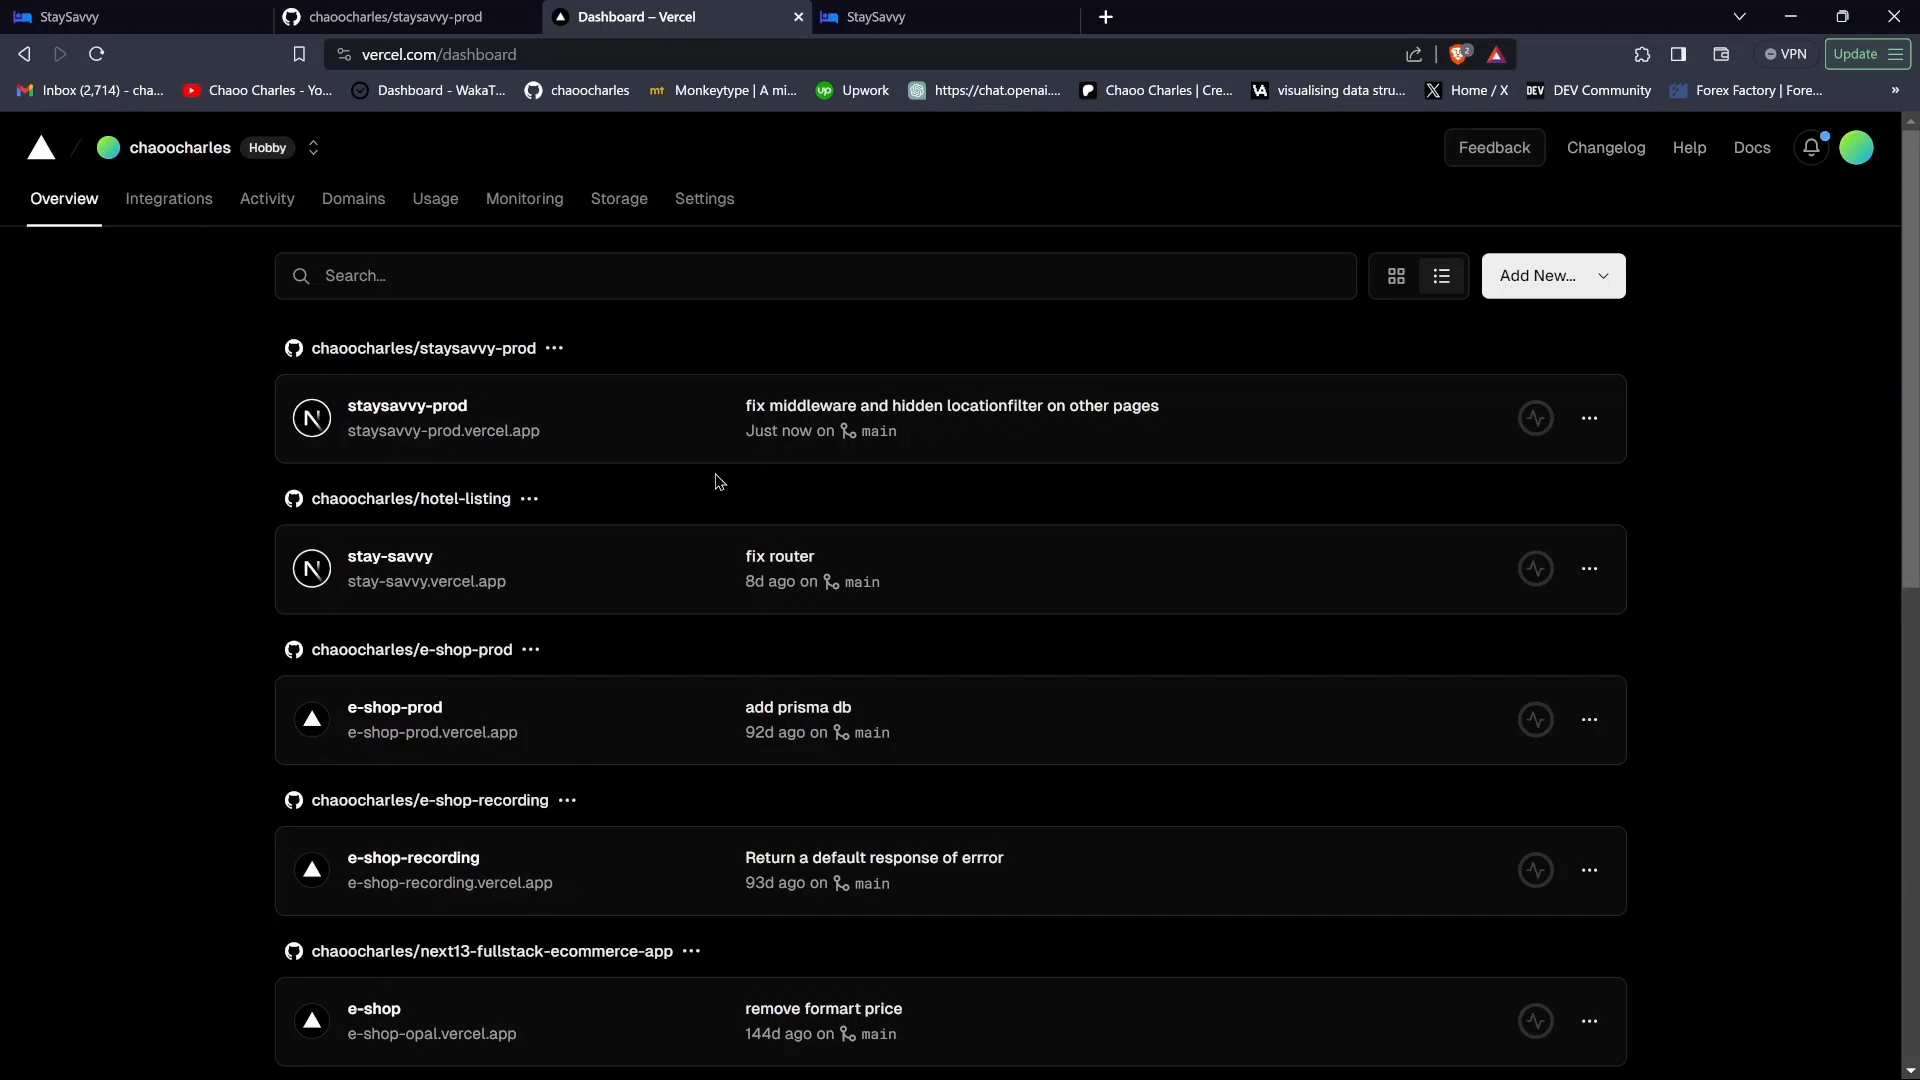 StaySavvy
chaoocharles/staysavvy-prod
Dashboard – Vercel
StaySavvy
vercel.com/dashboard
2
VPN
Update
Inbox (2,714) - cha...
Chaoo Charles - Yo...
Dashboard - WakaT...
chaoocharles
mt Monkeytype | A mi...
up Upwork
https://chat.openai....
Chaoo Charles | Cre...
VA visualising data stru...
Home / X
DEV DEV Community
Forex Factory | Fore...
»
chaoocharles Hobby
Feedback
Changelog
Help
Docs
Overview
Integrations
Activity
Domains
Usage
Monitoring
Storage
Settings
Search...
Add New...
chaoocharles/staysavvy-prod ...
N
staysavvy-prod
staysavvy-prod.vercel.app
fix middleware and hidden locationfilter on other pages
Just now on main
chaoocharles/hotel-listing ...
N
stay-savvy
stay-savvy.vercel.app
fix router
8d ago on main
chaoocharles/e-shop-prod ...
e-shop-prod
e-shop-prod.vercel.app
add prisma db
92d ago on main
chaoocharles/e-shop-recording ...
e-shop-recording
e-shop-recording.vercel.app
Return a default response of errror
93d ago on main
chaoocharles/next13-fullstack-ecommerce-app ...
e-shop
e-shop-opal.vercel.app
remove formart price
144d ago on main